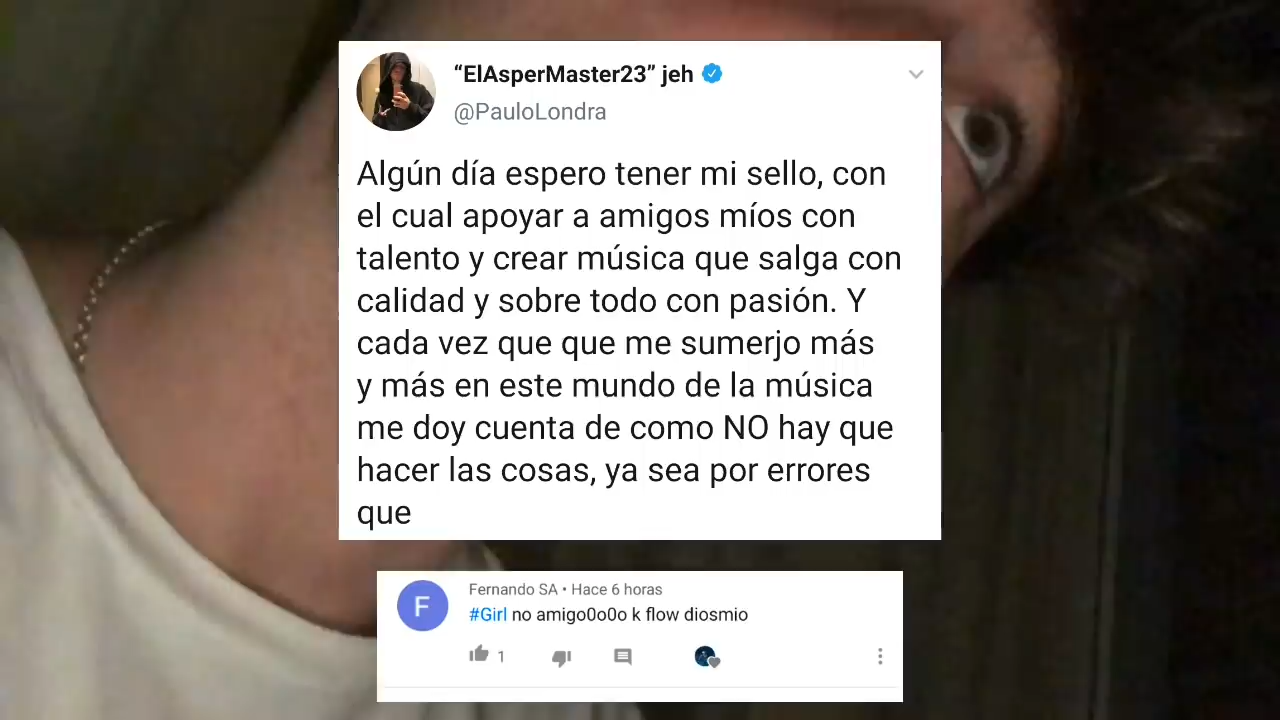 “ElAsperMaster23” jeh
@PauloLondra
Algún día espero tener mi sello, con
el cual apoyar a amigos míos con
talento y crear música que salga con
calidad y sobre todo con pasión. Y
cada vez que que me sumerjo más
y más en este mundo de la música
me doy cuenta de como NO hay que
hacer las cosas, ya sea por errores
que
F
Fernando SA • Hace 6 horas
#Girl no amigo0o0o k flow diosmio
1